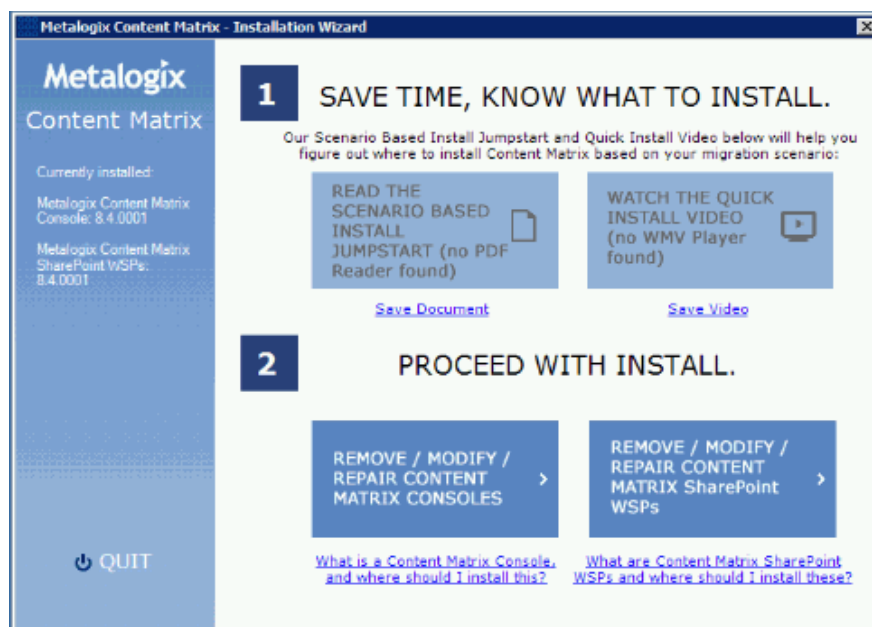 Metalogix Content Matrix - Installation Wizard
Metalogix
Content Matrix
Currently installed:
Metalogix Content Matrix
Console: 8.4.0001
Metalogix Content Matrix
SharePoint WSPs:
8.4.0001
QUIT
1
SAVE TIME, KNOW WHAT TO INSTALL.
Our Scenario Based Install Jumpstart and Quick Install Video below will help you
figure out where to install Content Matrix based on your migration scenario:
READ THE
SCENARIO BASED
INSTALL
JUMPSTART (no PDF
Reader found)
Save Document
WATCH THE QUICK
INSTALL VIDEO
(no WMV Player
found)
Save Video
2
PROCEED WITH INSTALL.
REMOVE / MODIFY /
REPAIR CONTENT
MATRIX CONSOLES
What is a Content Matrix Console,
and where should I install this?
REMOVE / MODIFY /
REPAIR CONTENT
MATRIX SharePoint
WSPs
What are Content Matrix SharePoint
WSPs and where should I install these?